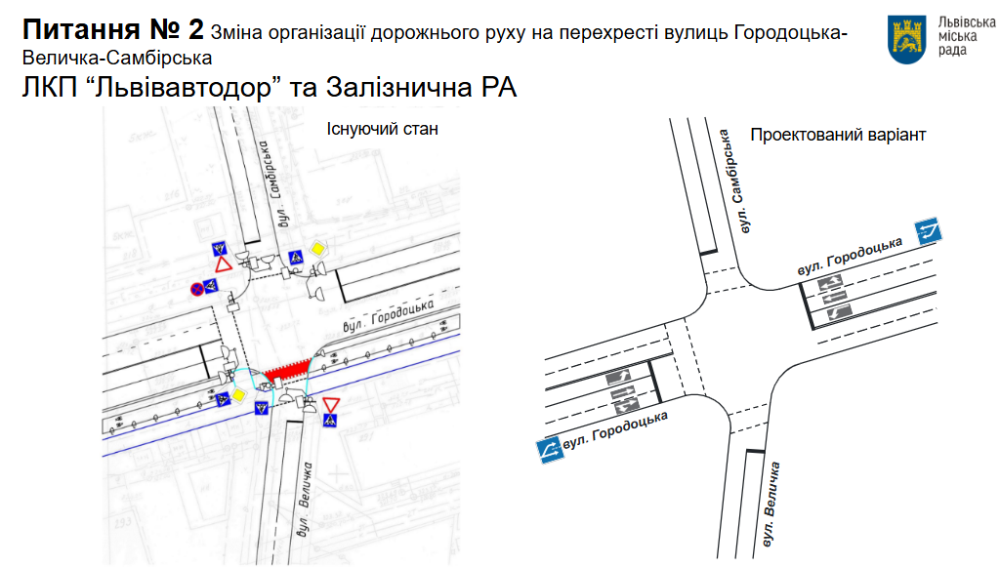 Питання № 2 Зміна організації дорожнього руху на перехресті вулиць Городоцька-
Величка-Самбірська
ЛКП “Львівавтодор” та Залізнична РА
Львівська
міська
рада
Існуючий стан
Проектований варіант
вул. Самбірська
вул. Городоцька
вул. Величка
вул. Самбірська
вул. Городоцька
вул. Городоцька
вул. Величка